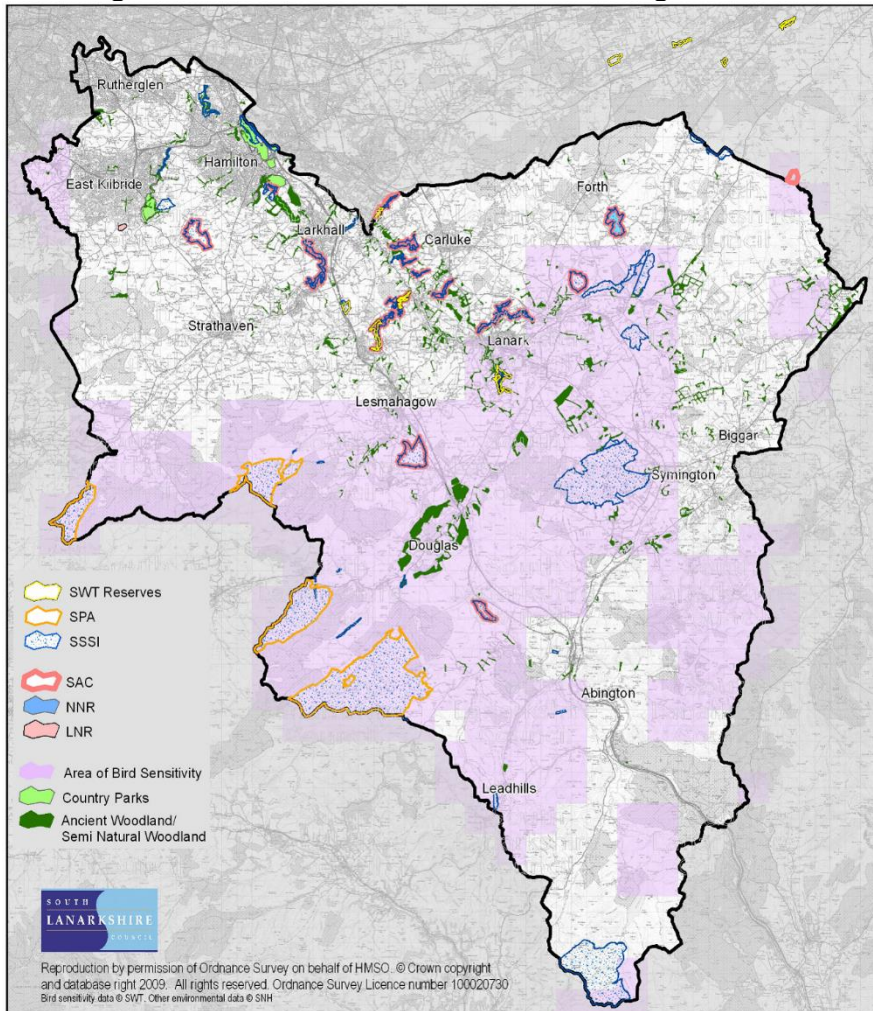 Rutherglen
Hamilton
East Kilbride
Forth
Larkhall
Carluke
Strathaven
Lanark
Lesmahagow
Biggar
Symington
Douglas
SWT Reserves
SPA
SSSI
SAC
NNR
LNR
Abington
Area of Bird Sensitivity
Country Parks
Leadhills
Ancient Woodland/
Semi Natural Woodland
SOUTH
LANARKSHIRE
COUNCIL
Reproduction by permission of Ordnance Survey on behalf of HMSO. © Crown copyright
and database right 2009. All rights reserved. Ordnance Survey Licence number 100020730
Bird sensitivity data © SWT. Other environmental data © SNH